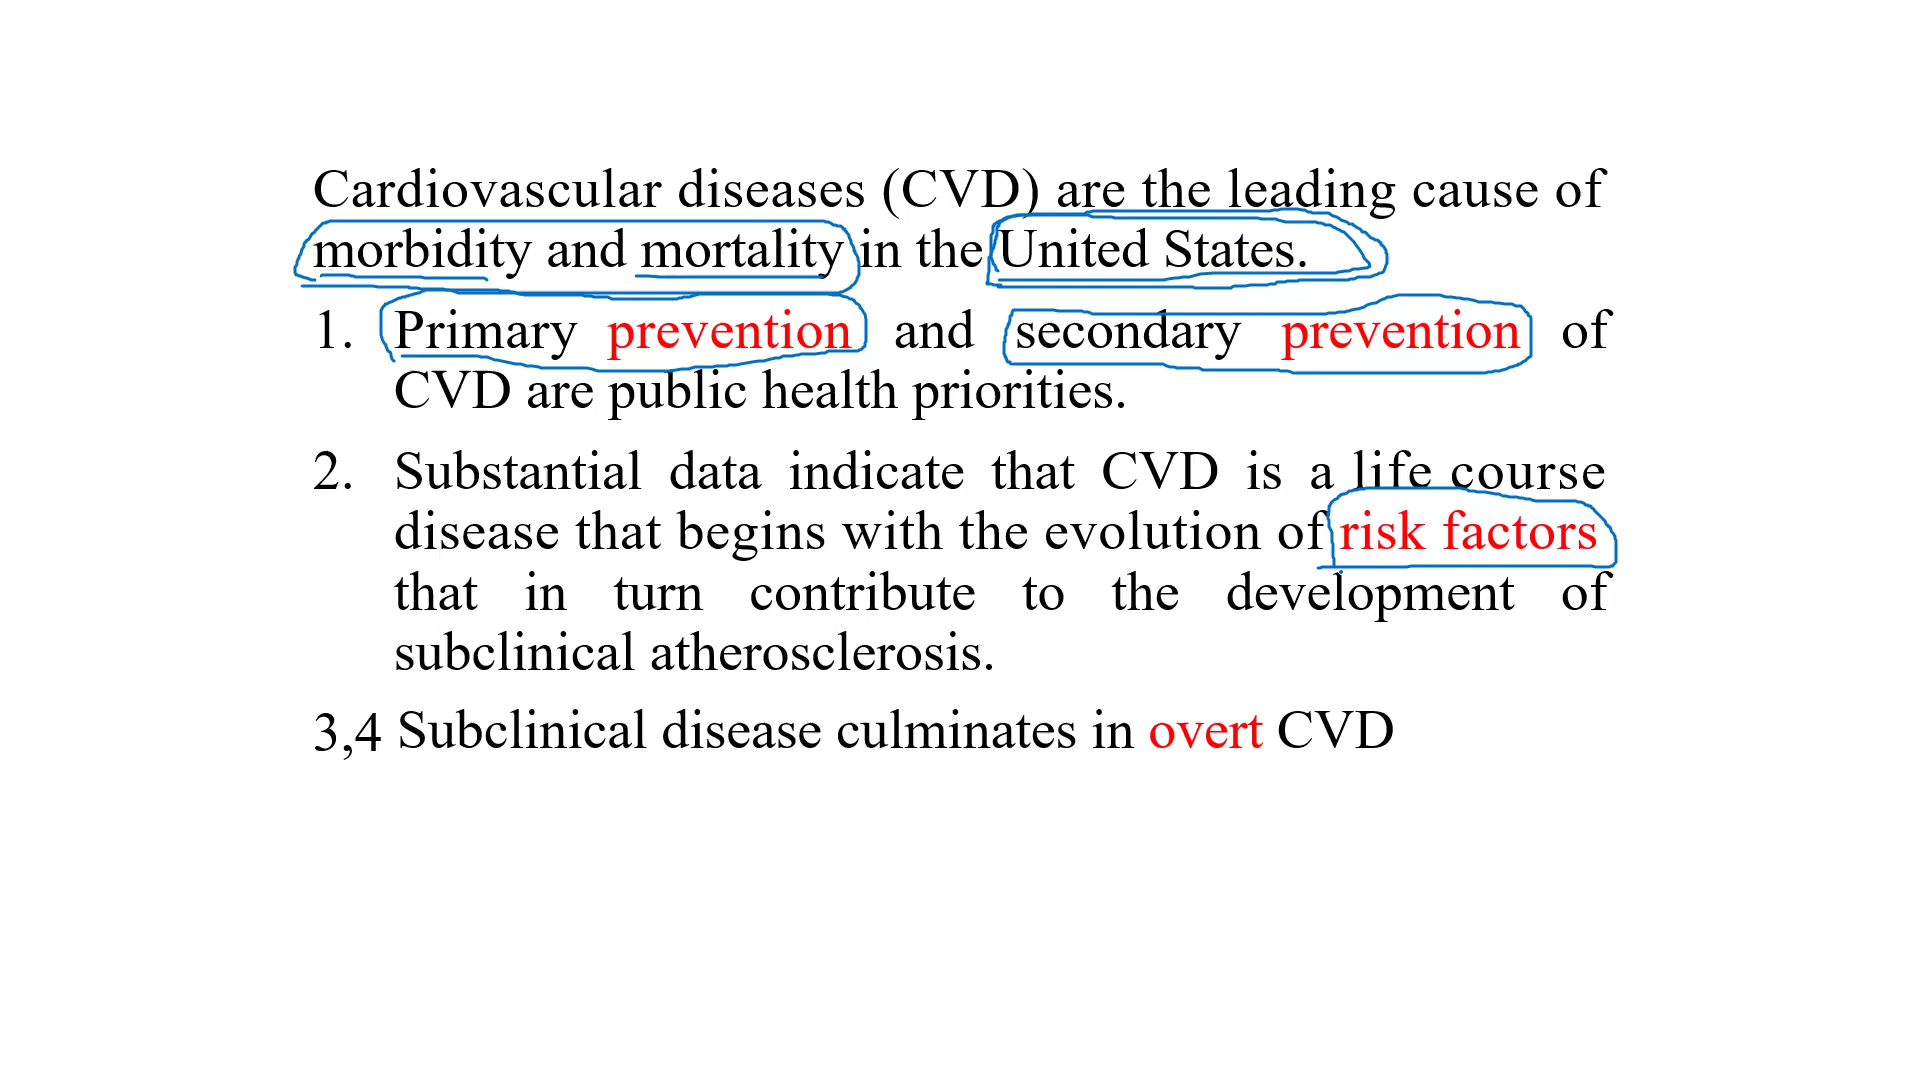 Cardiovascular diseases (CVD) are the leading cause of
morbidity and mortality in the United States.
1. Primary prevention and secondary prevention of
CVD are public health priorities.
2. Substantial data indicate that CVD is a life course
disease that begins with the evolution of risk factors
that in turn contribute to the development of
subclinical atherosclerosis.
3,4 Subclinical disease culminates in overt CVD